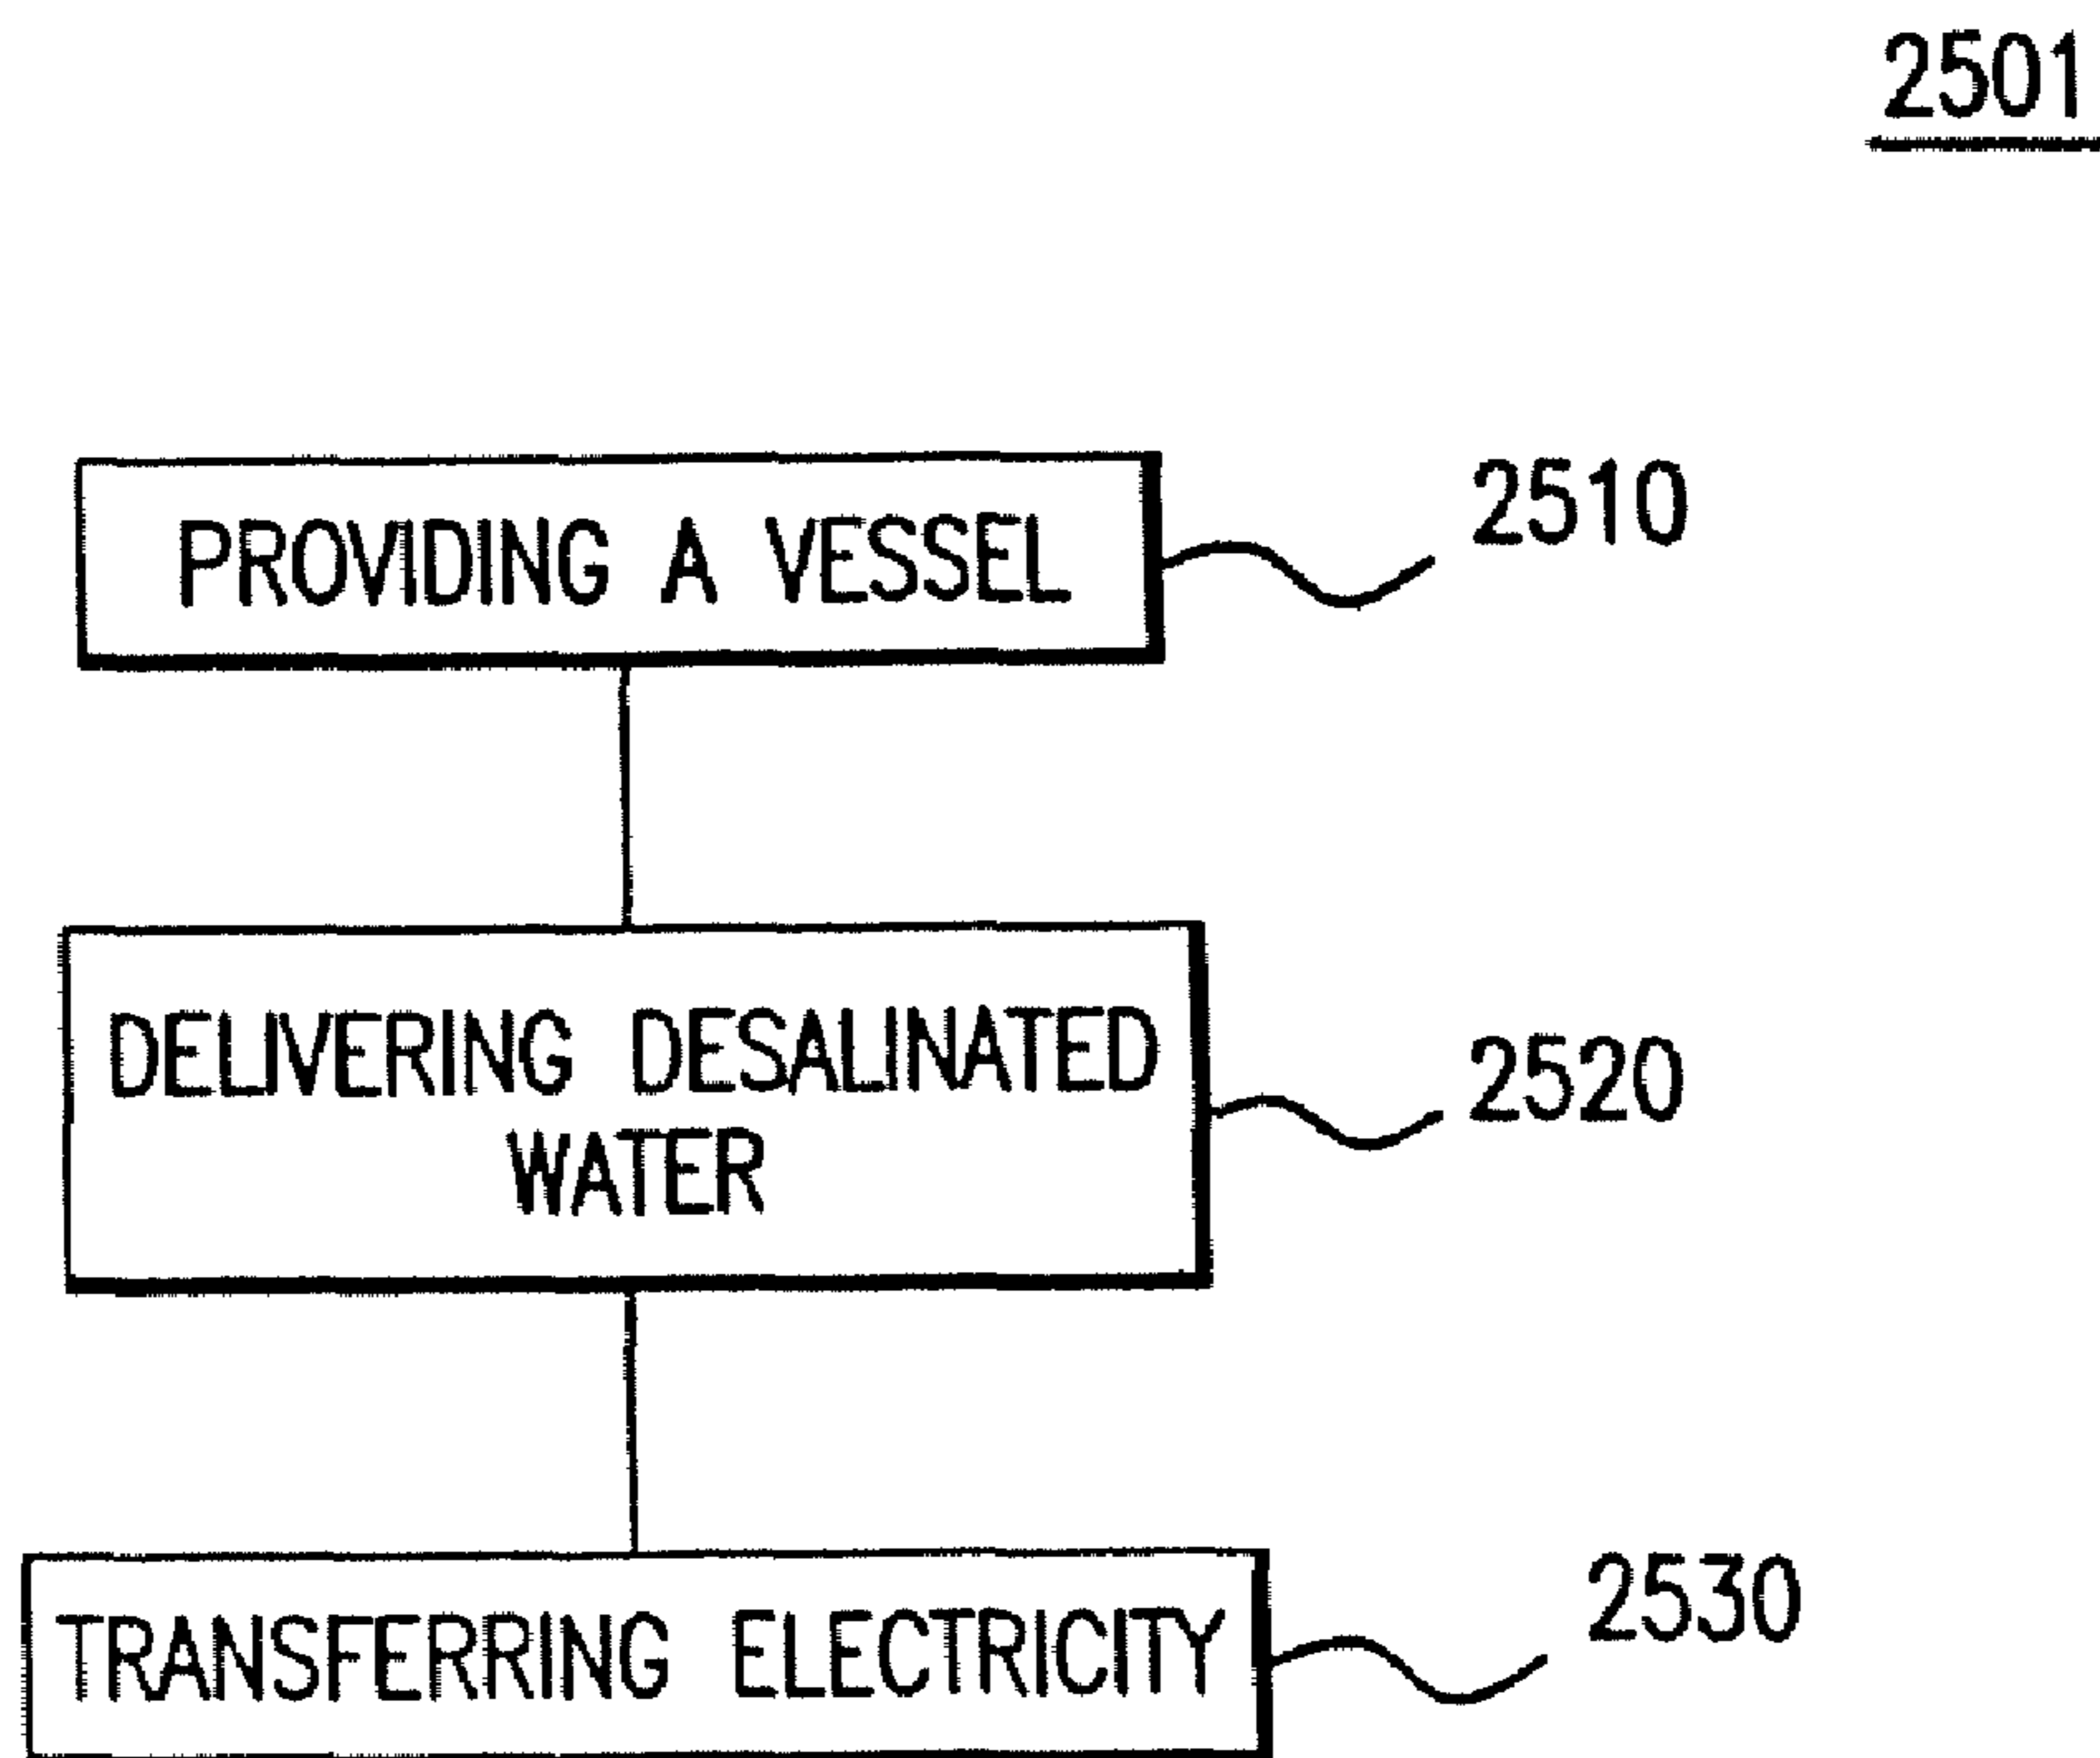 2501
PROVIDING A VESSEL
2510
DELIVERING DESALINATED
WATER
2520
TRANSFERRING ELECTRICITY
2530